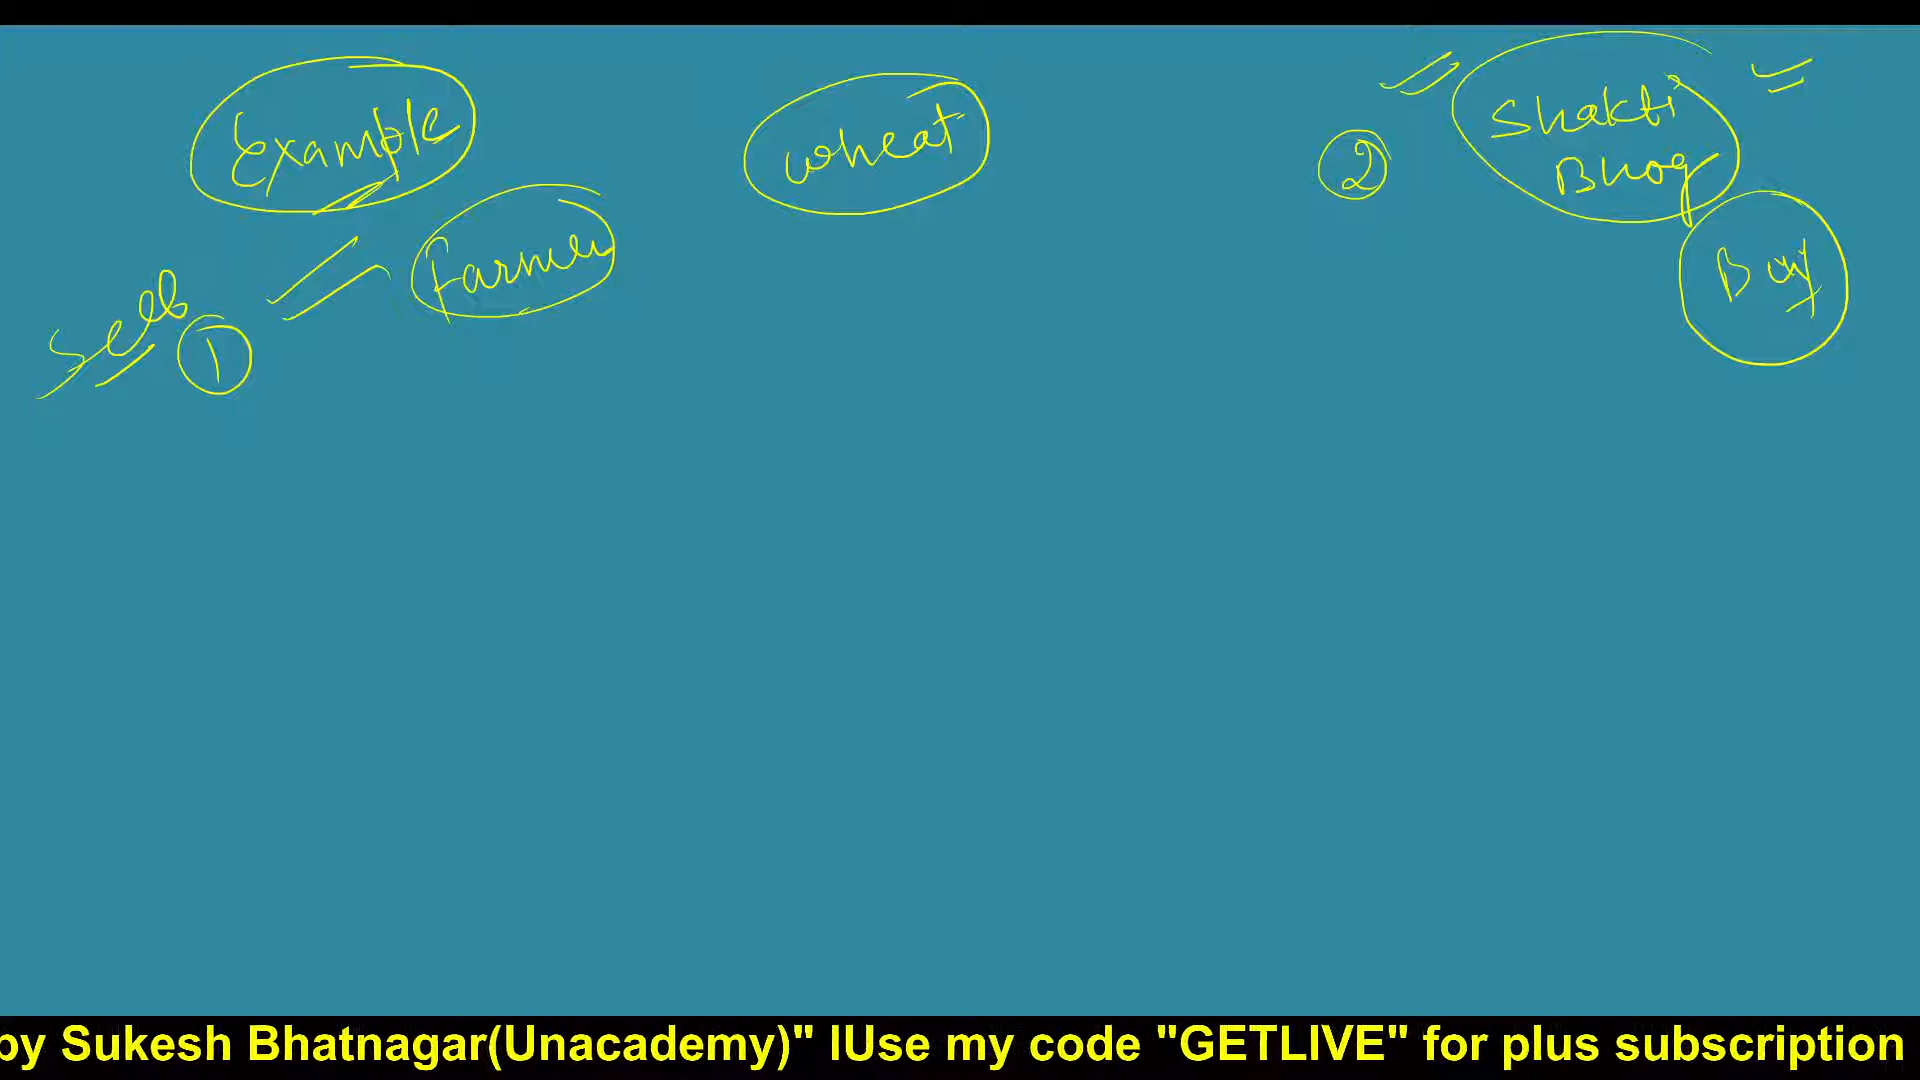 Example
wheat
2
Shakti
Bhog
Farmer
Buy
Sell
1
by Sukesh Bhatnagar(Unacademy)" IUse my code "GETLIVE" for plus subscription